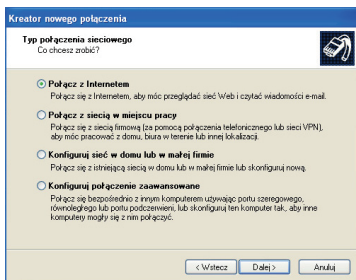 Kreator nowego połączenia
Typ połączenia sieciowego
Co chcesz zrobić?
Połącz z Internetem
Połącz się z Internetem, aby móc przeglądać sieć Web i czytać wiadomości e-mail.
Połącz z siecią w miejscu pracy
Połącz się z siecią firmową (za pomocą połączenia telefonicznego lub sieci VPN),
aby móc pracować z domu, biura w terenie lub innej lokalizacji.
Konfiguruj sieć w domu lub w małej firmie
Połącz się z istniejącą siecią w domu lub w małej firmie lub skonfiguruj nową.
Konfiguruj połączenie zaawansowane
Połącz się bezpośrednio z innym komputerem używając portu szeregowego,
równoległego lub portu podczerwieni, lub skonfiguruj ten komputer tak, aby inne
komputery mogły się z nim połączyć.
< Wstecz
Dalej >
Anuluj